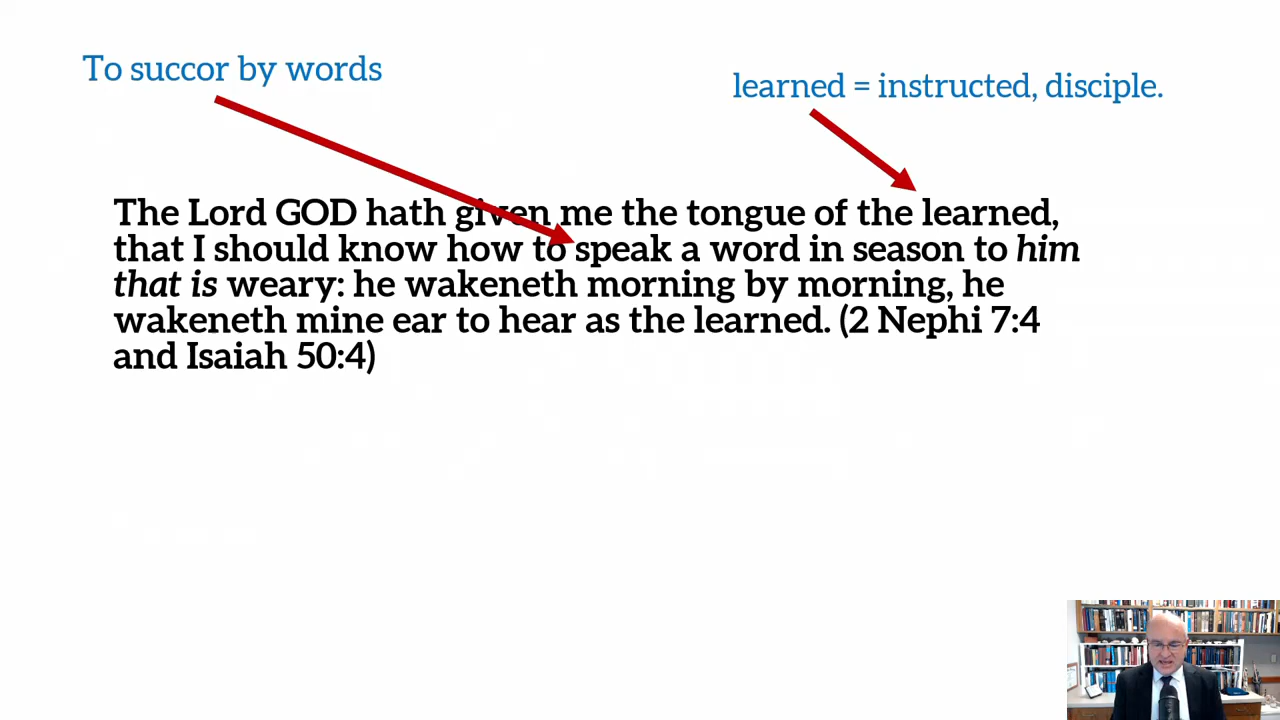 To succor by words
learned = instructed, disciple.
The Lord GOD hath given me the tongue of the learned,
that I should know how to speak a word in season to him
that is weary: he wakeneth morning by morning, he
wakeneth mine ear to hear as the learned. (2 Nephi 7:4
and Isaiah 50:4)